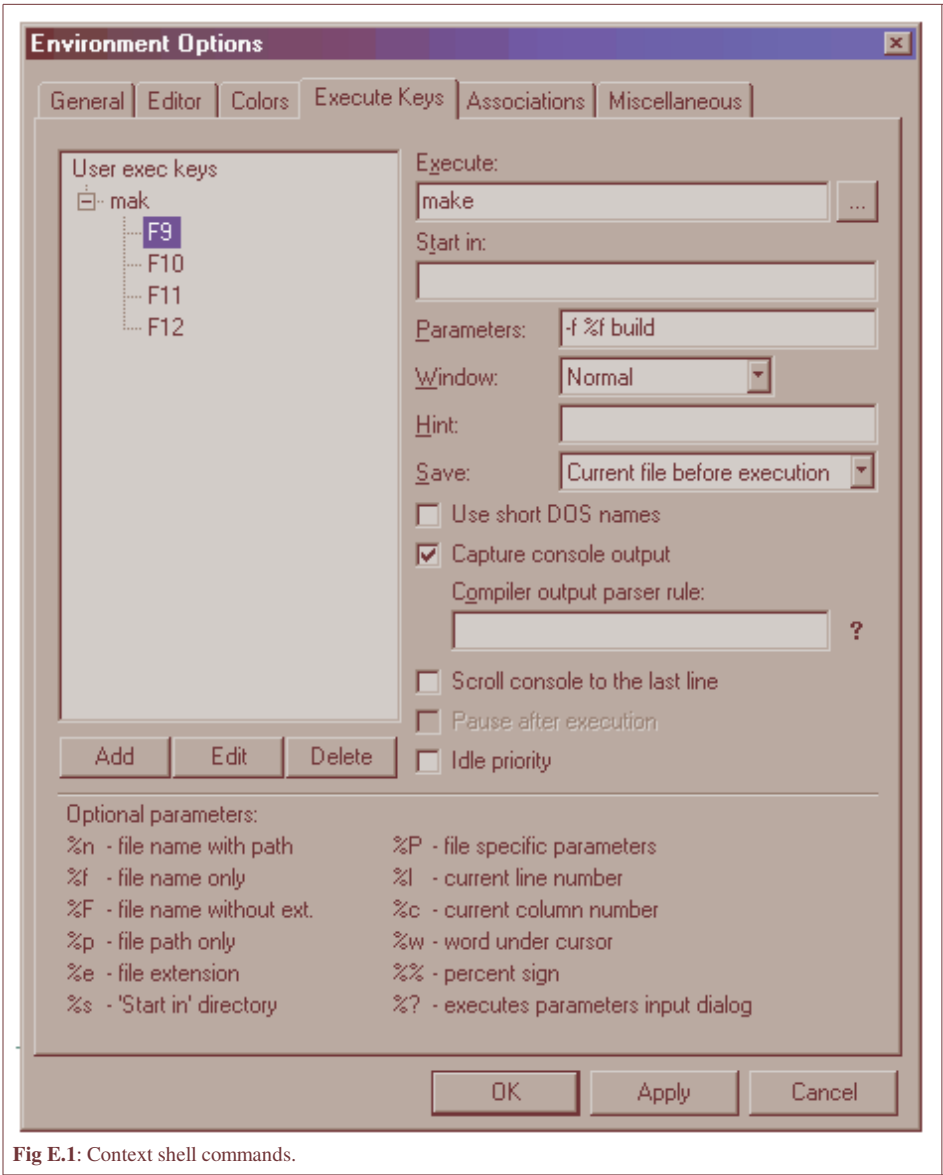 Environment Options
General Editor Colors Execute Keys Associations Miscellaneous
User exec keys
mak
F9
F10
F11
F12
Add Edit Delete
Execute:
make
...
Start in:
Parameters: -f %f build
Window: Normal
Hint:
Save: Current file before execution
Use short DOS names
Capture console output
Compiler output parser rule:
?
Scroll console to the last line
Pause after execution
Idle priority
Optional parameters:
%n - file name with path
%f - file name only
%F - file name without ext.
%p - file path only
%e - file extension
%s - 'Start in' directory
%P - file specific parameters
%l - current line number
%c - current column number
%w - word under cursor
%% - percent sign
%? - executes parameters input dialog
OK Apply Cancel
Fig E.1: Context shell commands.